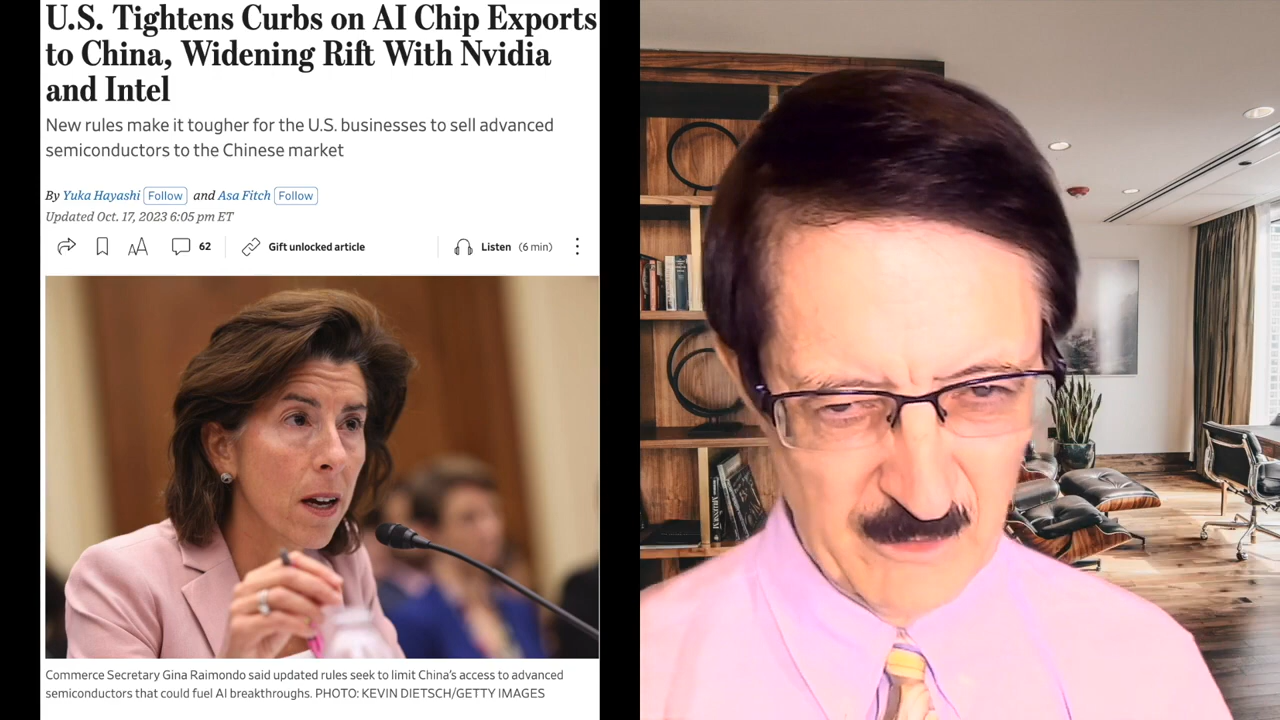 U.S. Tightens Curbs on AI Chip Exports
to China, Widening Rift With Nvidia
and Intel
New rules make it tougher for the U.S. businesses to sell advanced
semiconductors to the Chinese market
By Yuka Hayashi Follow and Asa Fitch Follow
Updated Oct. 17, 2023 6:05 pm ET
AA 62 Gift unlocked article Listen (6 min)
Commerce Secretary Gina Raimondo said updated rules seek to limit China's access to advanced
semiconductors that could fuel AI breakthroughs. PHOTO: KEVIN DIETSCH/GETTY IMAGES